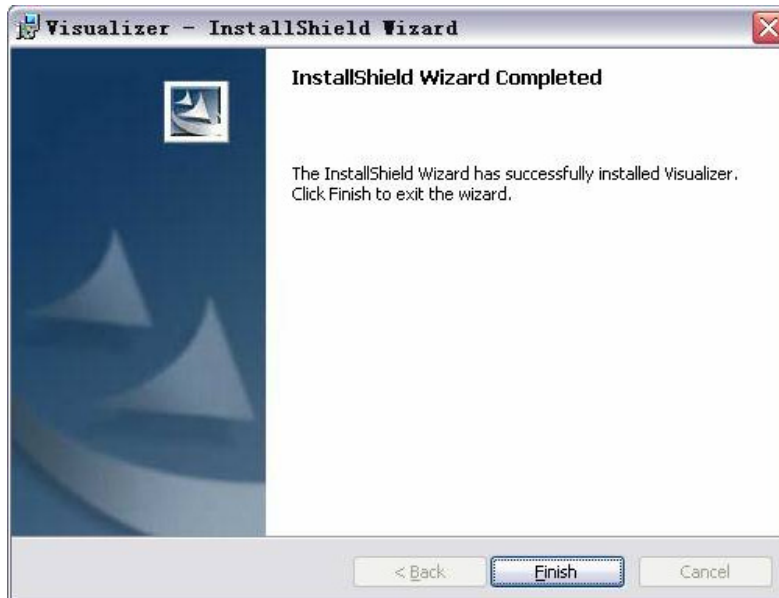 Visualizer - InstallShield Wizard
InstallShield Wizard Completed
The InstallShield Wizard has successfully installed Visualizer.
Click Finish to exit the wizard.
< Back
Finish
Cancel